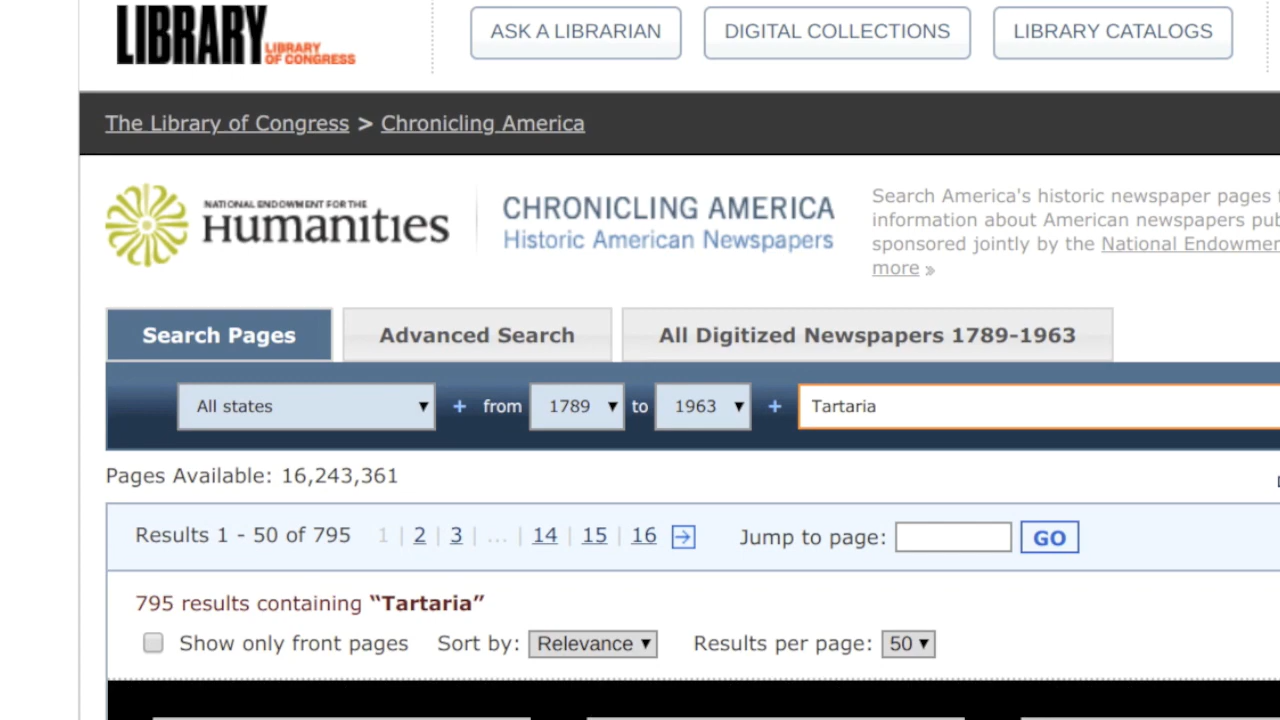 LIBRARY LIBRARY OF CONGRESS
ASK A LIBRARIAN DIGITAL COLLECTIONS LIBRARY CATALOGS
The Library of Congress > Chronicling America
NATIONAL ENDOWMENT FOR THE
Humanities
CHRONICLING AMERICA
Historic American Newspapers
Search America's historic newspaper pages
information about American newspapers
sponsored jointly by the National
more »
Search Pages Advanced Search All Digitized Newspapers 1789-1963
All states + from 1789 to 1963 + Tartaria
Pages Available: 16,243,361
Results 1 - 50 of 795 1 | 2 | 3 | ... | 14 | 15 | 16 Jump to page: GO
795 results containing “Tartaria”
Show only front pages Sort by: Relevance Results per page: 50